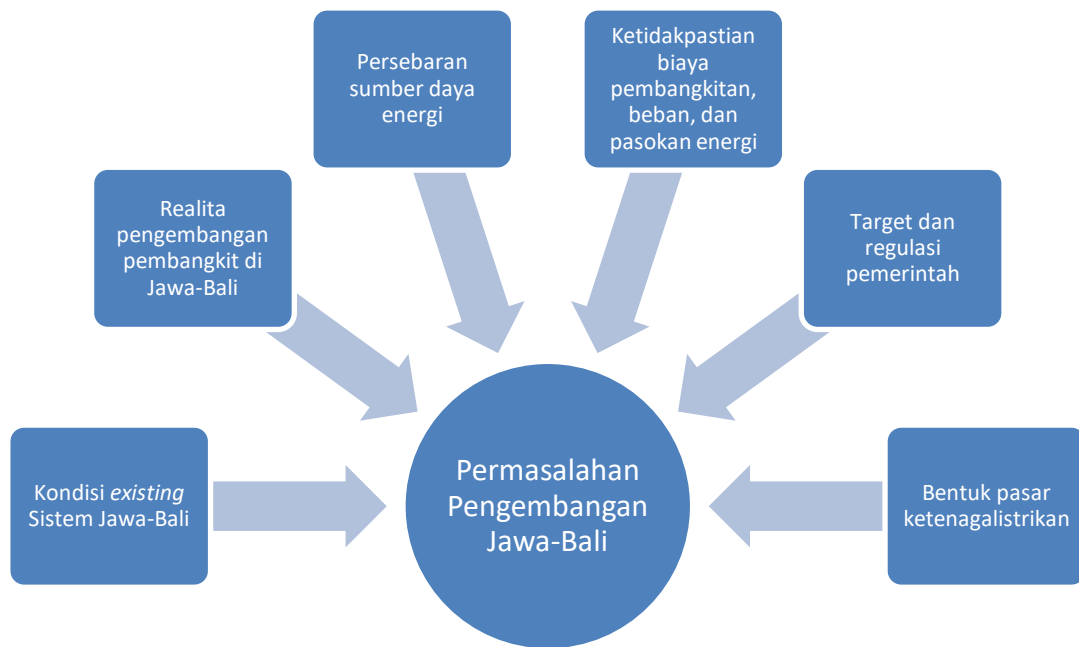 Kondisi existing
Sistem Jawa-Bali
Realita
pengembangan
pembangkit di
Jawa-Bali
Persebaran
sumber daya
energi
Ketidakpastian
biaya
pembangkitan,
beban, dan
pasokan energi
Target dan
regulasi
pemerintah
Bentuk pasar
ketenagalistrikan
Permasalahan
Pengembangan
Jawa-Bali